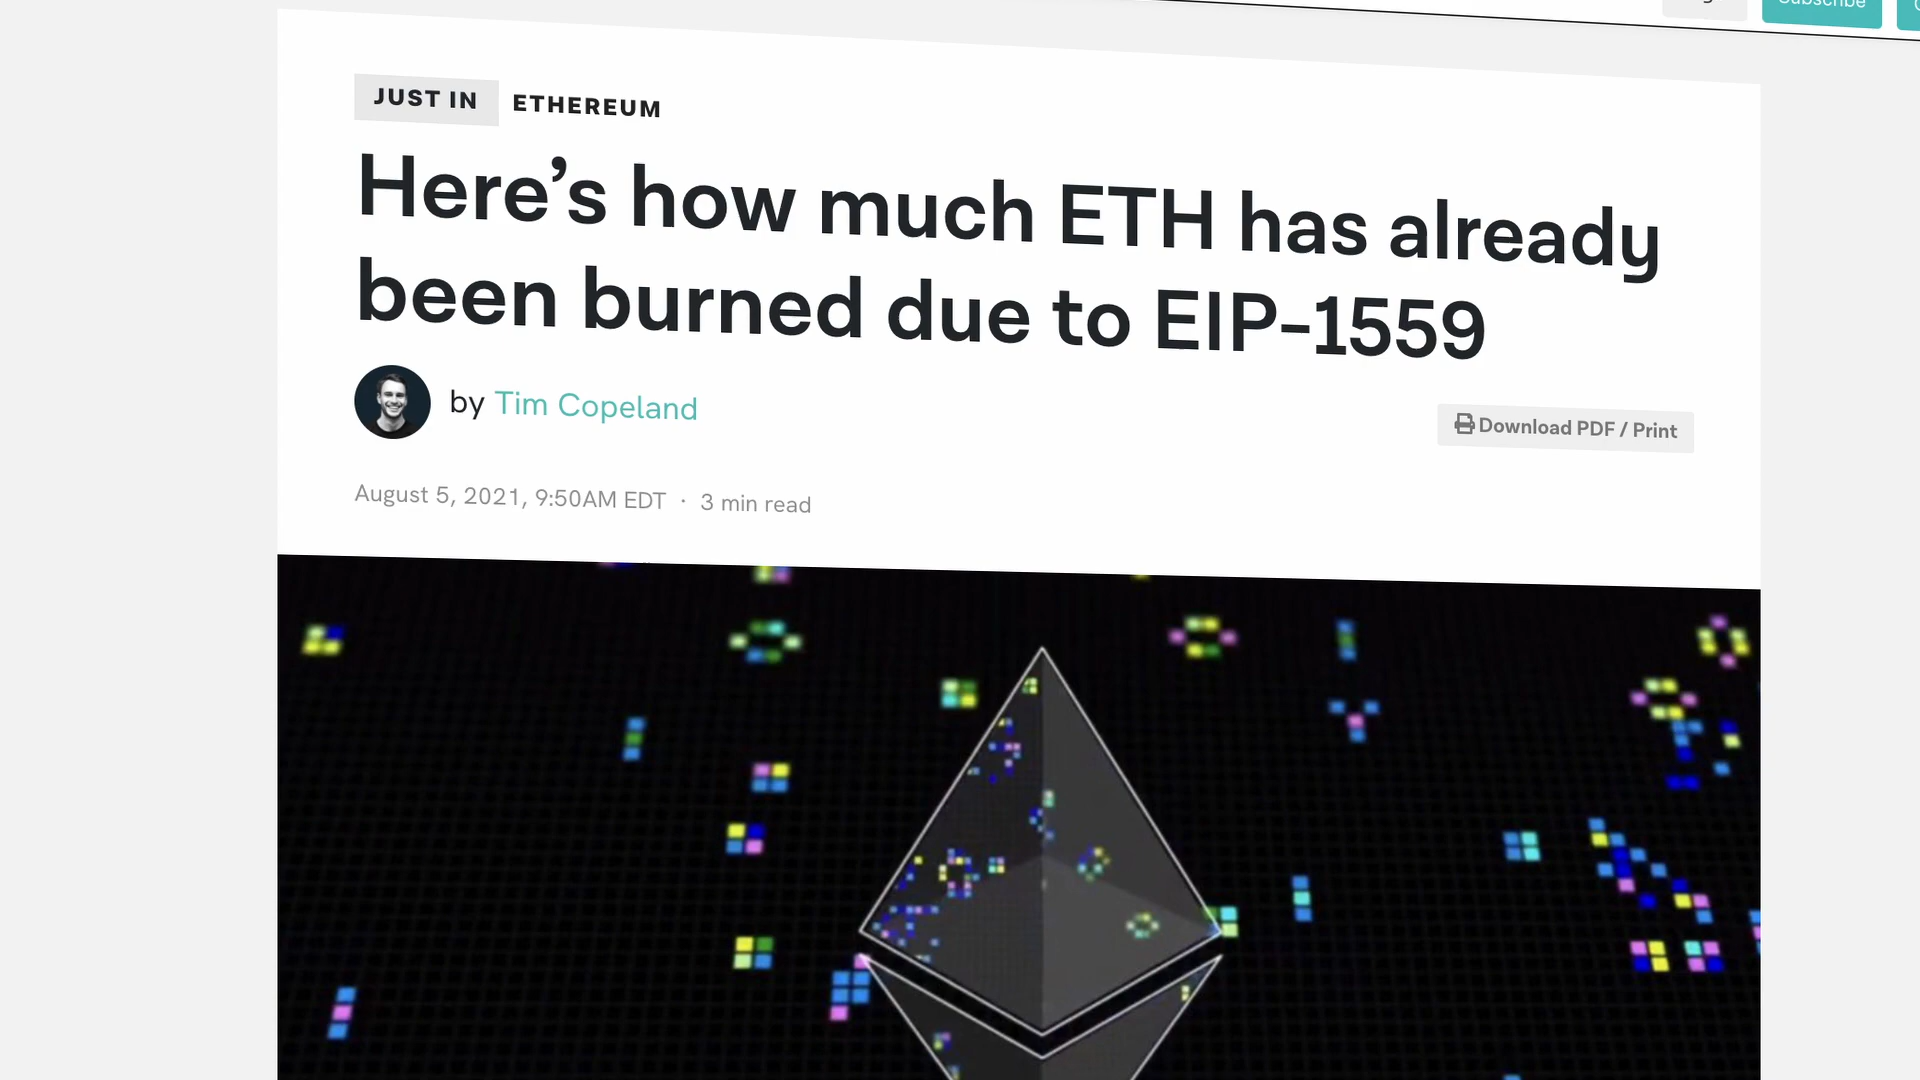 Subscribe
JUST IN ETHEREUM
Here’s how much ETH has already
been burned due to EIP-1559
by Tim Copeland
Download PDF / Print
August 5, 2021, 9:50AM EDT · 3 min read